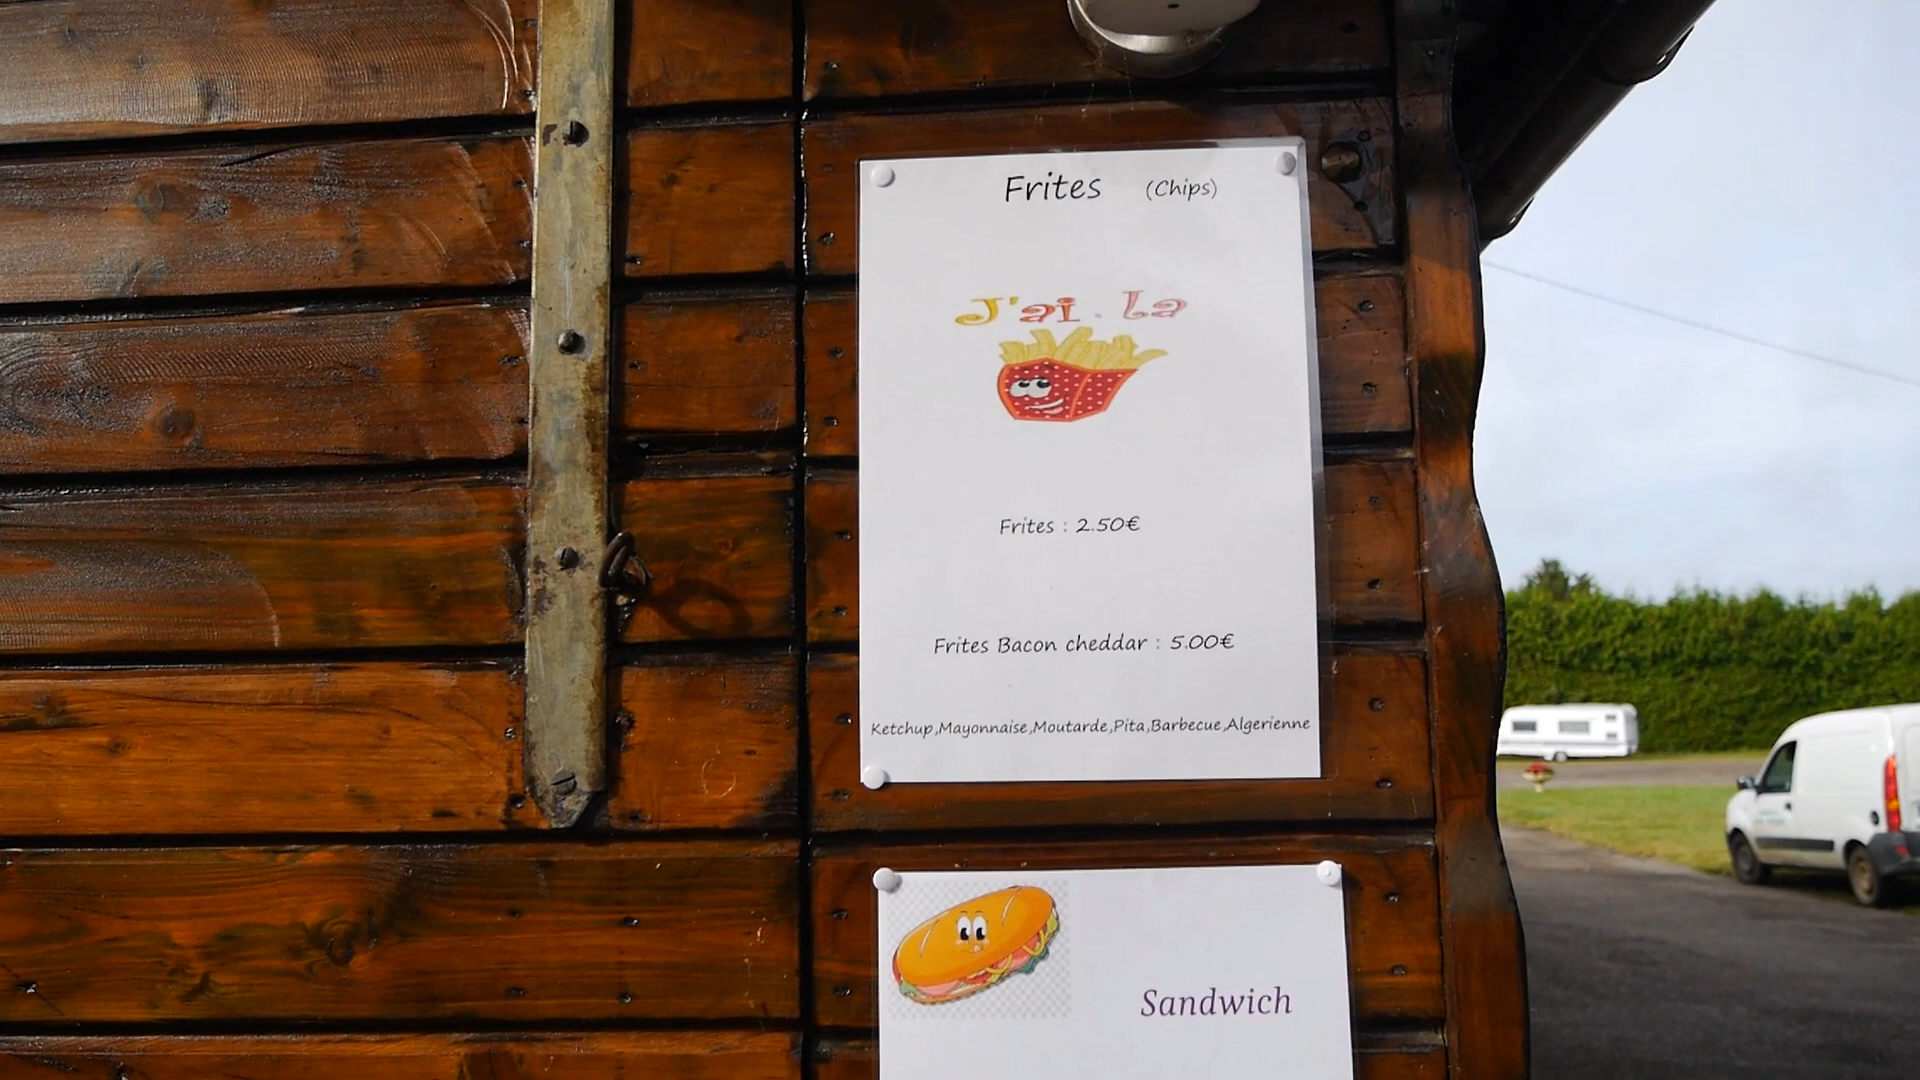 Frites (Chips)
J'ai la
Frites : 2.50€
Frites Bacon cheddar : 5.00€
Ketchup,Mayonnaise,Moutarde,Pita,Barbecue,Algerienne
Sandwich